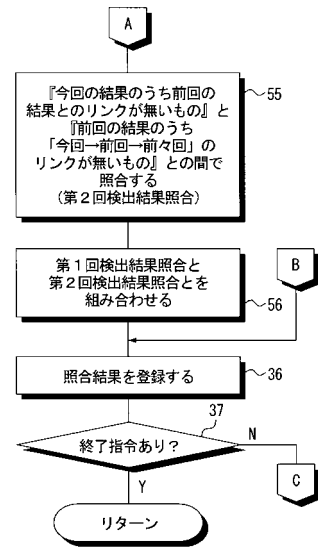 A
『今回の結果のうち前回の
結果とのリンクが無いもの』と
『前回の結果のうち
「今回→前回→前々回」の
リンクが無いもの』との間で
照合する
(第2回検出結果照合)
55
第1回検出結果照合と
第2回検出結果照合とを
組み合わせる
56
B
照合結果を登録する
36
終了指令あり?
37
N
C
Y
リターン